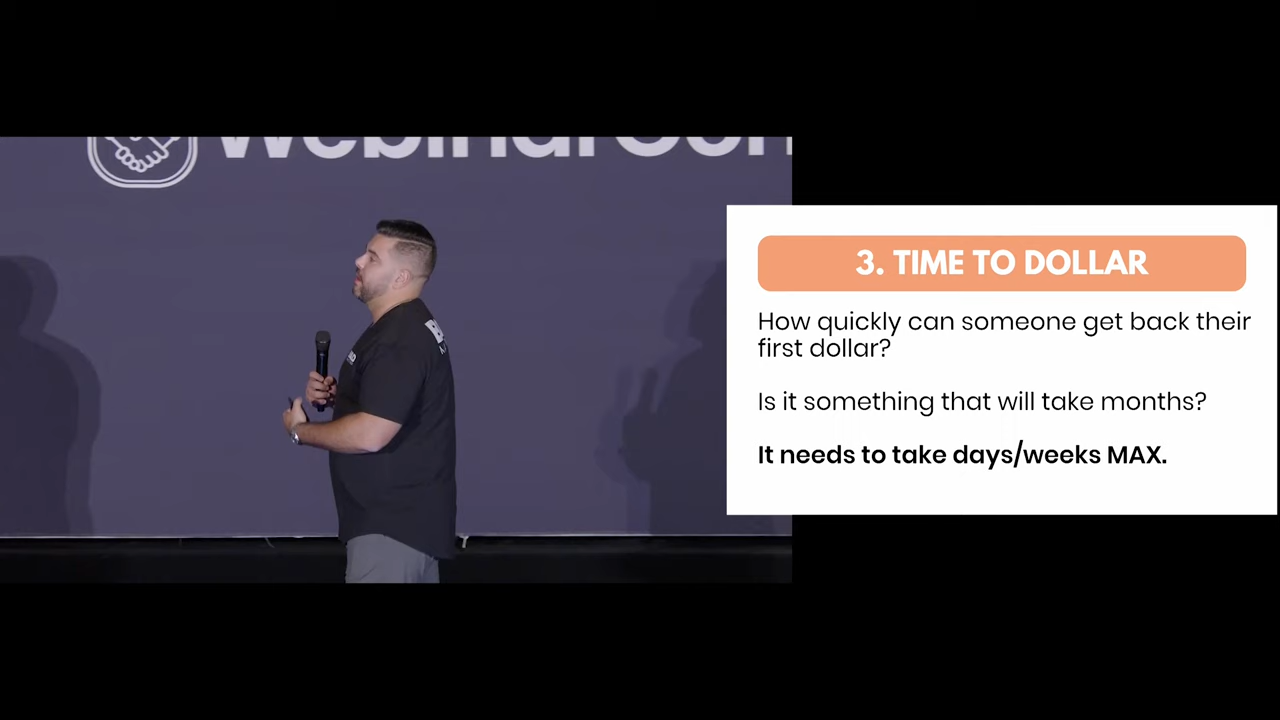 3. TIME TO DOLLAR
How quickly can someone get back their
first dollar?
Is it something that will take months?
It needs to take days/weeks MAX.